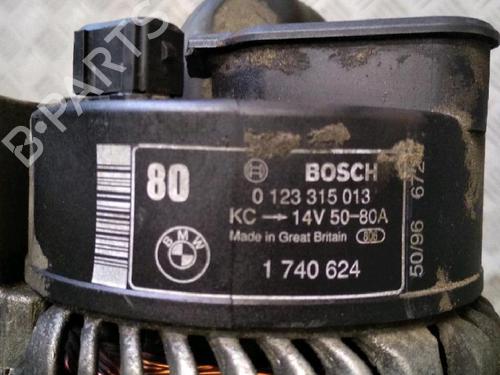 80
BOSCH
0 123 315 013
KC → 14V 50-80A
Made in Great Britain 806
BMW
1 740 624
50/96 672
B-PARTS